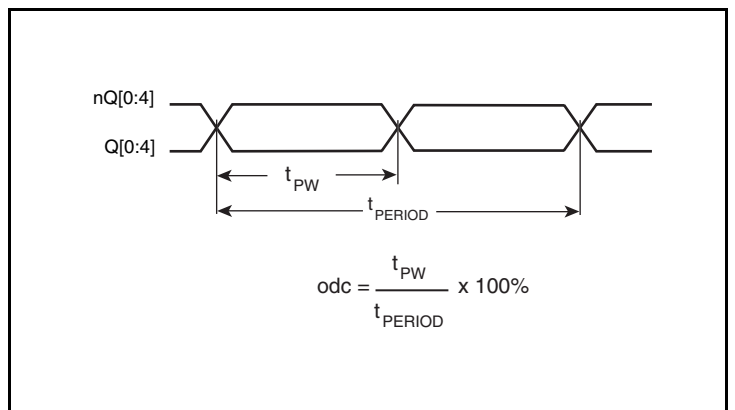 nQ[0:4]
Q[0:4]
tPW
tPERIOD
odc = tPW / tPERIOD x 100%